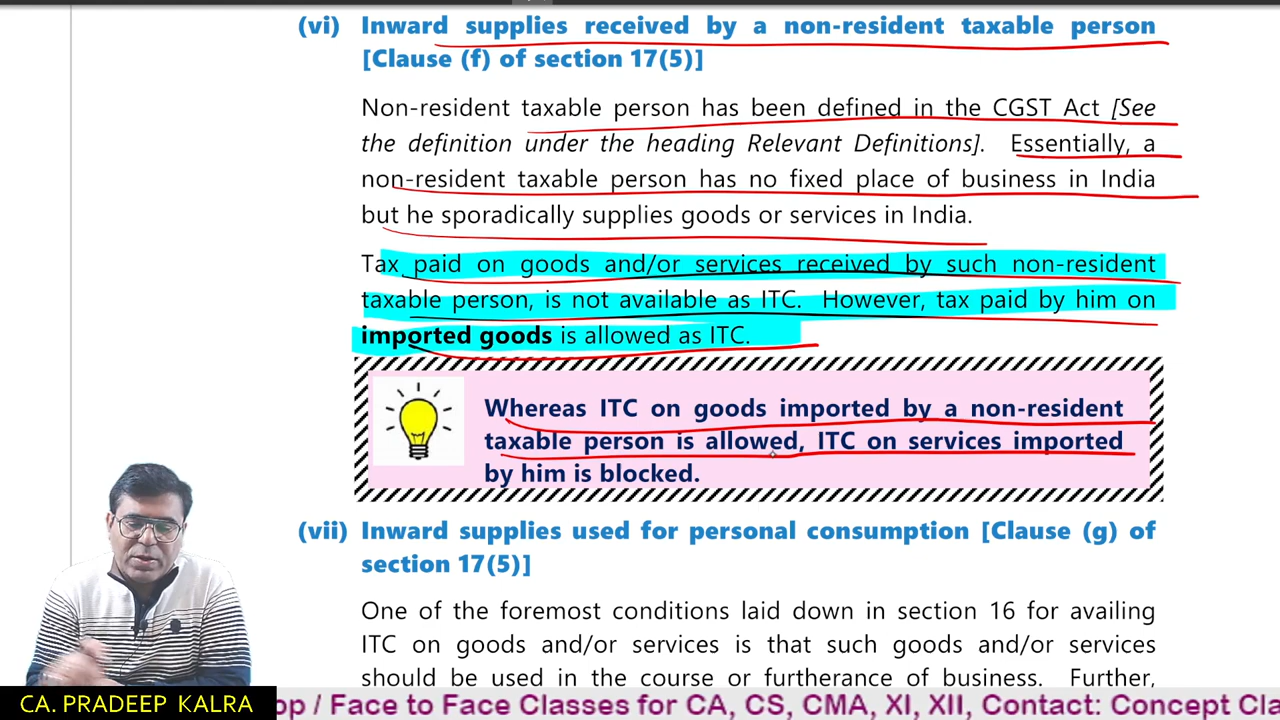 (vi) Inward supplies received by a non-resident taxable person
[Clause (f) of section 17(5)]
Non-resident taxable person has been defined in the CGST Act [See
the definition under the heading Relevant Definitions]. Essentially, a
non-resident taxable person has no fixed place of business in India
but he sporadically supplies goods or services in India.
Tax paid on goods and/or services received by such non-resident
taxable person, is not available as ITC. However, tax paid by him on
imported goods is allowed as ITC.
Whereas ITC on goods imported by a non-resident
taxable person is allowed, ITC on services imported
by him is blocked.
(vii) Inward supplies used for personal consumption [Clause (g) of
section 17(5)]
One of the foremost conditions laid down in section 16 for availing
ITC on goods and/or services is that such goods and/or services
should be used in the course or furtherance of business. Further,
CA. PRADEEP KALRA
op / Face to Face Classes for CA, CS, CMA, XI, XII, Contact: Concept Cla